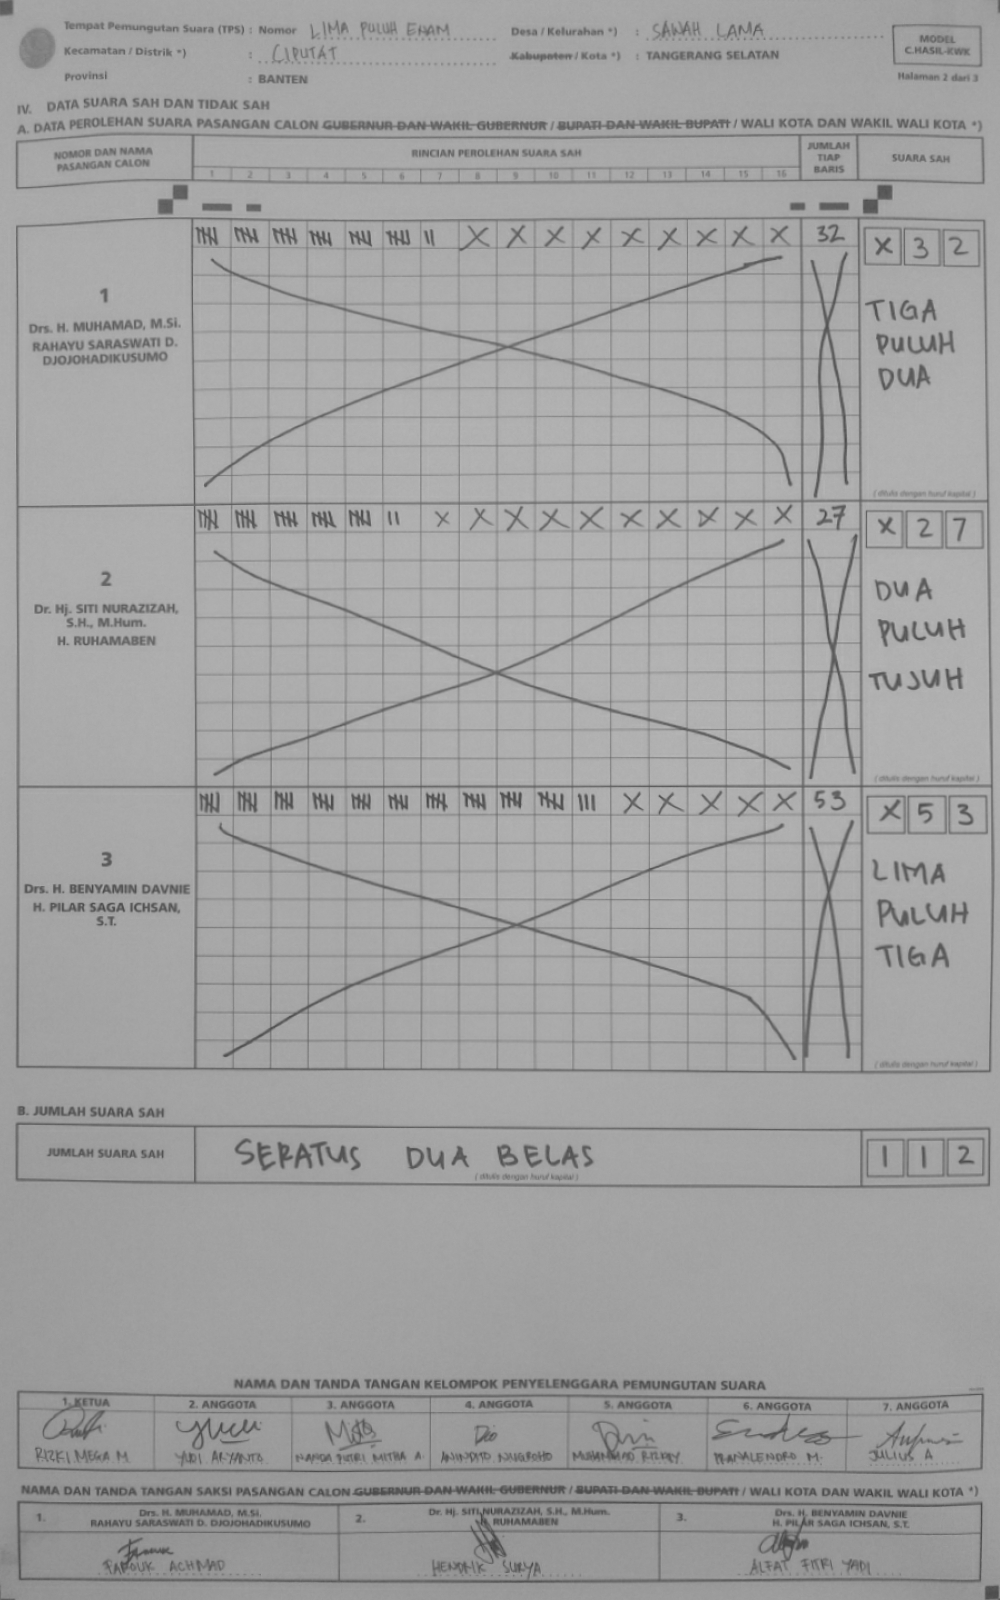 Tempat Pemungutan Suara (TPS) : Nomor LIMA PULUH ENAM Desa / Kelurahan *) : SAWAH LAMA
Kecamatan / Distrik *) : CIPUTAT Kabupaten / Kota *) : TANGERANG SELATAN
Provinsi : BANTEN
MODEL
C.HASIL-KWK
Halaman 2 dari 3
IV. DATA SUARA SAH DAN TIDAK SAH
A. DATA PEROLEHAN SUARA PASANGAN CALON GUBERNUR DAN WAKIL GUBERNUR / BUPATI DAN WAKIL BUPATI / WALI KOTA DAN WAKIL WALI KOTA *)
NOMOR DAN NAMA
PASANGAN CALON
RINCIAN PEROLEHAN SUARA SAH
1 2 3 4 5 6 7 8 9 10 11 12 13 14 15 16
JUMLAH
TIAP
BARIS
SUARA SAH
1
Drs. H. MUHAMAD, M.Si.
RAHAYU SARASWATI D.
DJOJOHADIKUSUMO
X X X X X X X X X 32
X 3 2
TIGA
PULUH
DUA
( ditulis dengan huruf kapital )
2
Dr. Hj. SITI NURAZIZAH,
S.H., M.Hum.
H. RUHAMABEN
X X X X X X X X X X 27
X 2 7
DUA
PULUH
TUJUH
( ditulis dengan huruf kapital )
3
Drs. H. BENYAMIN DAVNIE
H. PILAR SAGA ICHSAN,
S.T.
X X X X X 53
X 5 3
LIMA
PULUH
TIGA
( ditulis dengan huruf kapital )
B. JUMLAH SUARA SAH
JUMLAH SUARA SAH SERATUS DUA BELAS 1 1 2
( ditulis dengan huruf kapital )
NAMA DAN TANDA TANGAN KELOMPOK PENYELENGGARA PEMUNGUTAN SUARA
1. KETUA 2. ANGGOTA 3. ANGGOTA 4. ANGGOTA 5. ANGGOTA 6. ANGGOTA 7. ANGGOTA
RIZKI MEGA M YUDI ARYANTO NANDA PUTRI MITHA A. ANINDITO NUGROHO MUHAMMAD PRANALENDRO M. JULIUS A
NAMA DAN TANDA TANGAN SAKSI PASANGAN CALON GUBERNUR DAN WAKIL GUBERNUR / BUPATI DAN WAKIL BUPATI / WALI KOTA DAN WAKIL WALI KOTA *)
1. Drs. H. MUHAMAD, M.Si.
RAHAYU SARASWATI D. DJOJOHADIKUSUMO
2. Dr. Hj. SITI NURAZIZAH, S.H., M.Hum.
H. RUHAMABEN
3. Drs. H. BENYAMIN DAVNIE
H. PILAR SAGA ICHSAN, S.T.
FAROUK ACHMAD HENDRIK SURYA ALFAT FITRI YADI